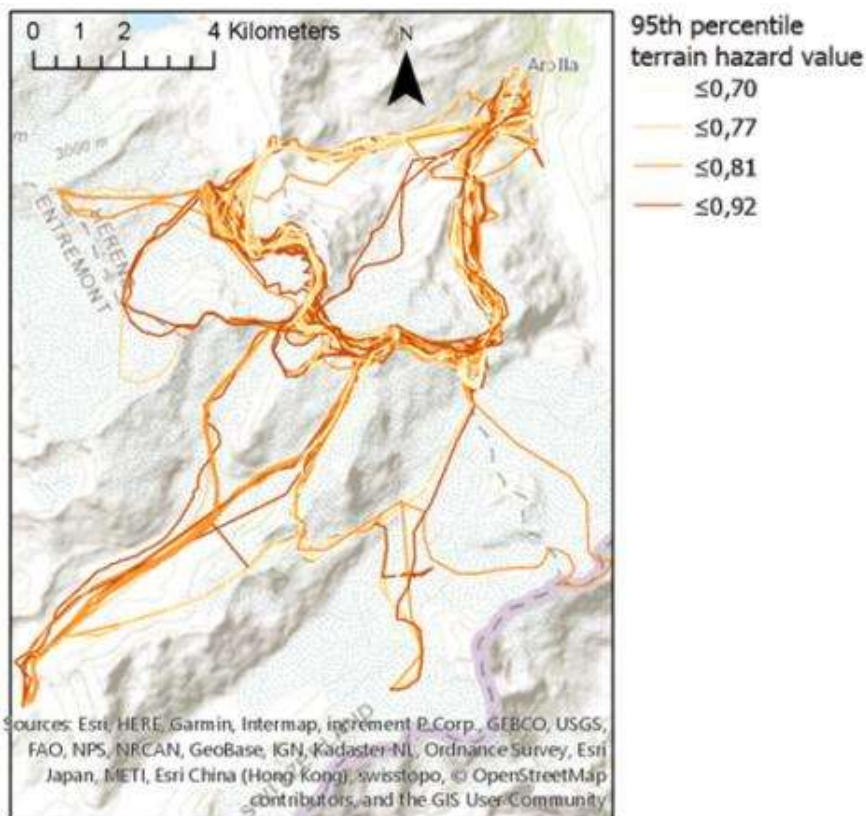 0 1 2 4 Kilometers
N
Arolla
3000 m
m
HEREN
ENTREMONT
95th percentile
terrain hazard value
≤0,70
≤0,77
≤0,81
≤0,92
Sources: Esri, HERE, Garmin, Intermap, increment P Corp., GEBCO, USGS,
FAO, NPS, NRCAN, GeoBase, IGN, Kadaster NL, Ordnance Survey, Esri
Japan, METI, Esri China (Hong Kong), swisstopo, © OpenStreetMap
contributors, and the GIS User Community